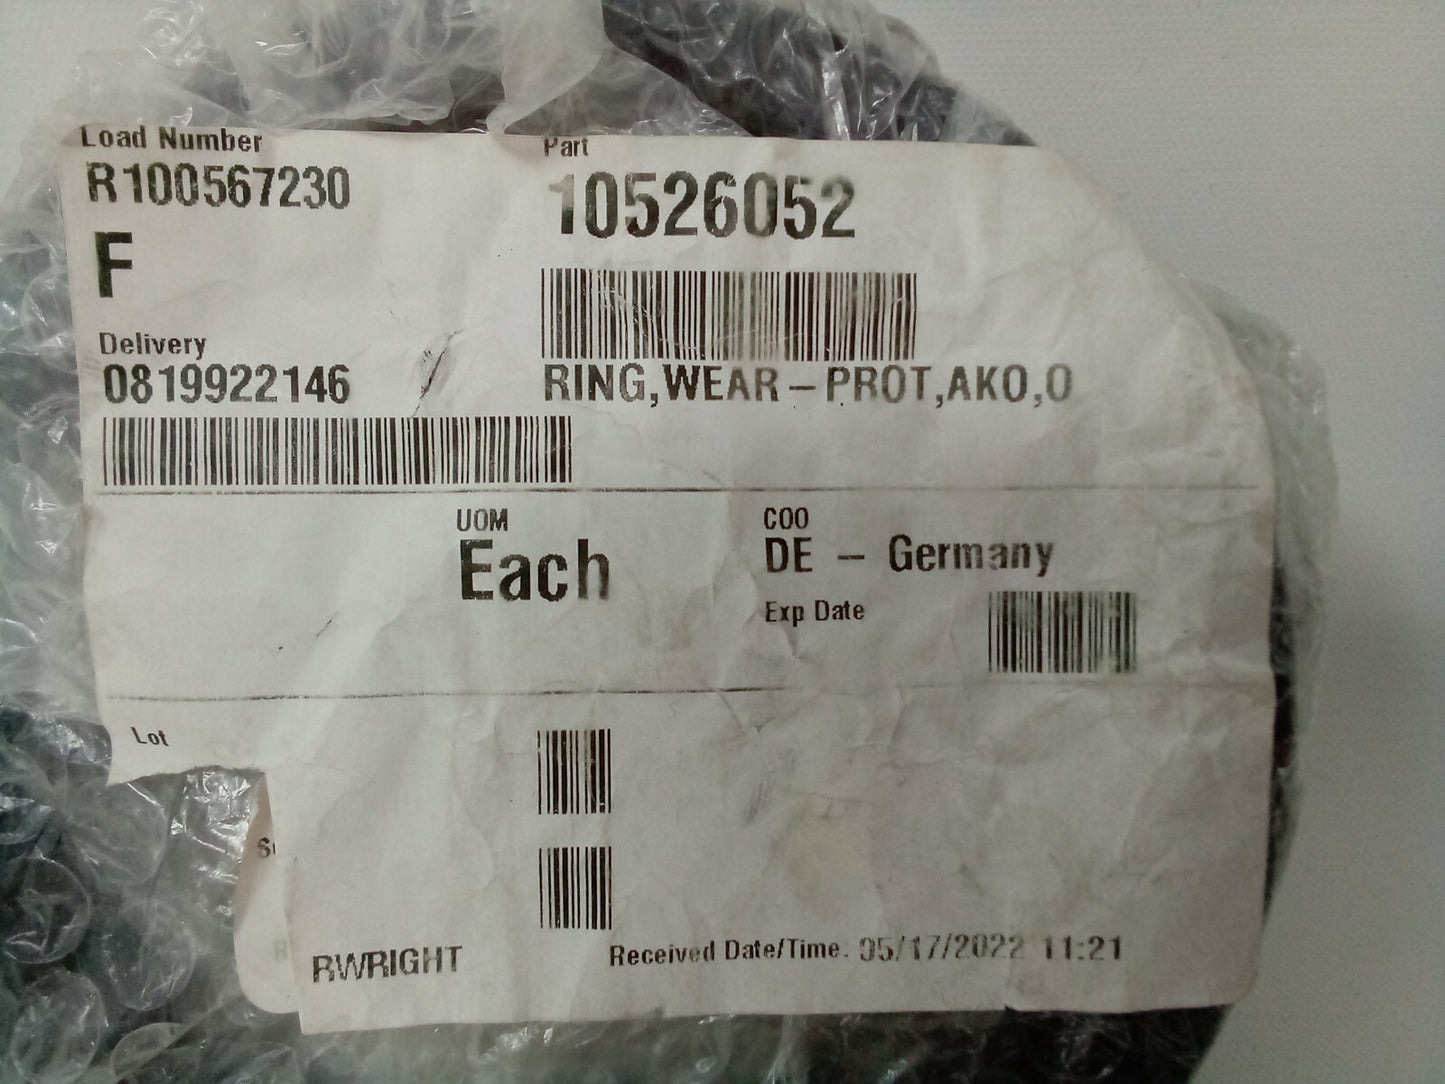 Load Number
R100567230
F
Part
10526052
Delivery
0819922146
RING,WEAR-PROT,AKO,O
UOM
Each
COO
DE - Germany
Exp Date
Lot
RWRIGHT
Received Date/Time: 05/17/2022 11:21